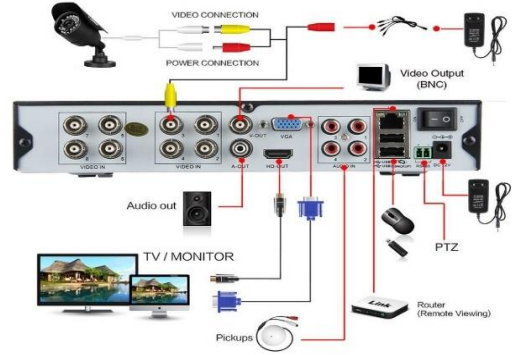 VIDEO CONNECTION
POWER CONNECTION
Video Output
(BNC)
V-OUT
VGA
VIDEO IN
VIDEO IN
A-OUT
HD-OUT
AUDIO IN
Audio out
TV / MONITOR
PTZ
Link
Router
(Remote Viewing)
Pickups